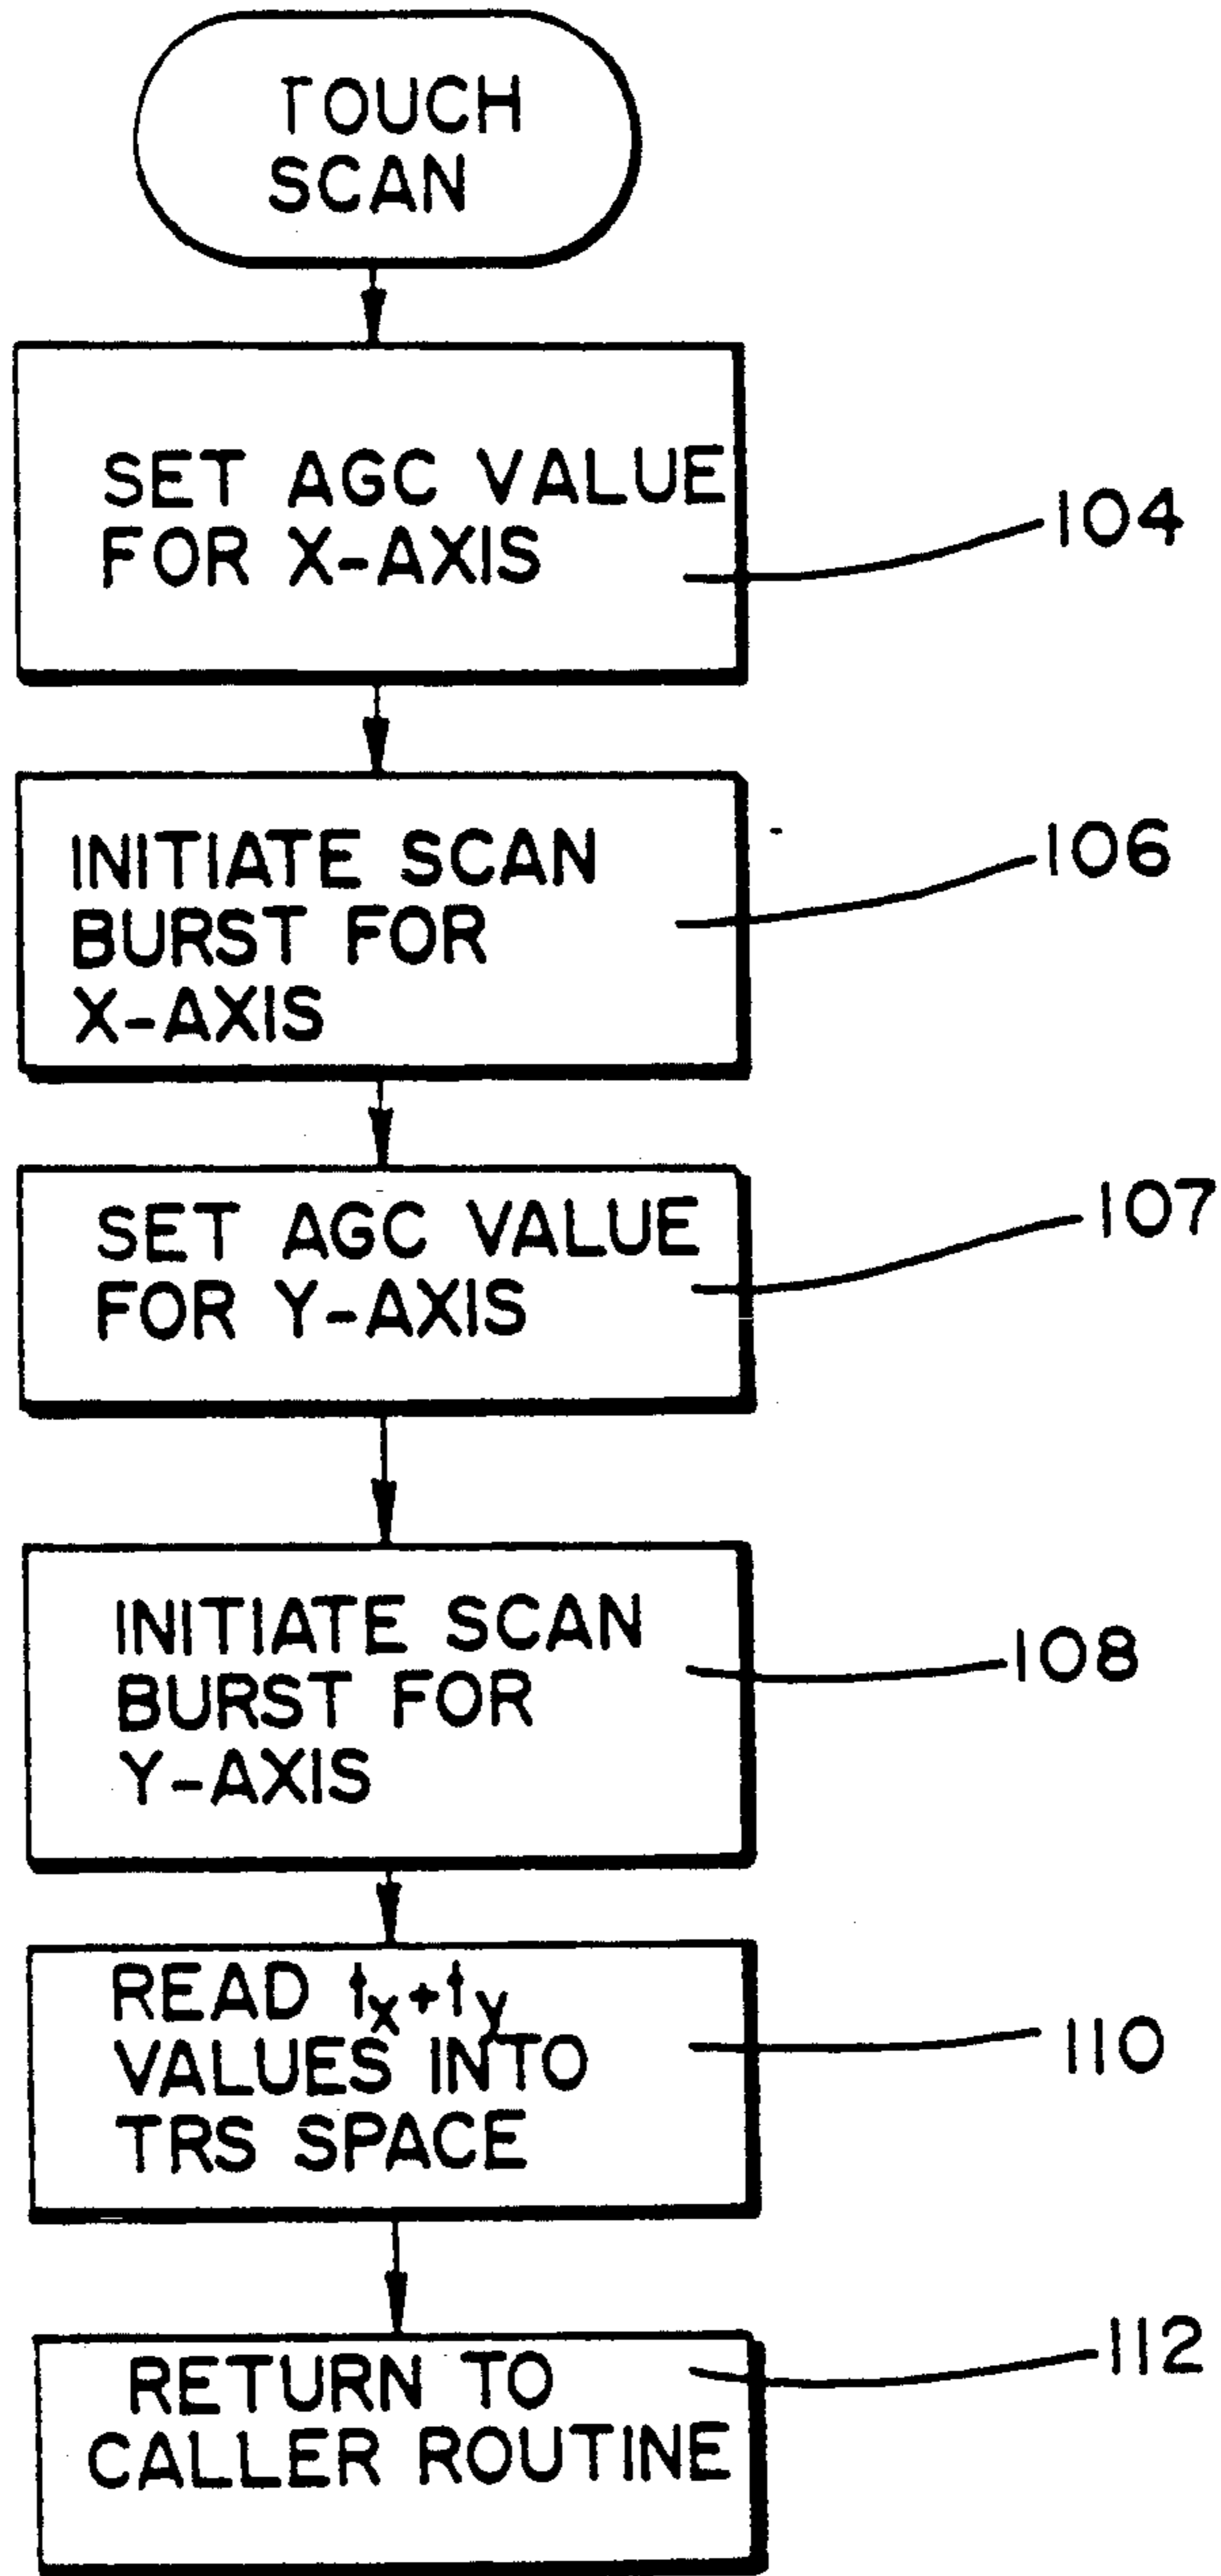 TOUCH
SCAN
SET AGC VALUE
FOR X-AXIS
104
INITIATE SCAN
BURST FOR
X-AXIS
106
SET AGC VALUE
FOR Y-AXIS
107
INITIATE SCAN
BURST FOR
Y-AXIS
108
READ tx+ty
VALUES INTO
TRS SPACE
110
RETURN TO
CALLER ROUTINE
112